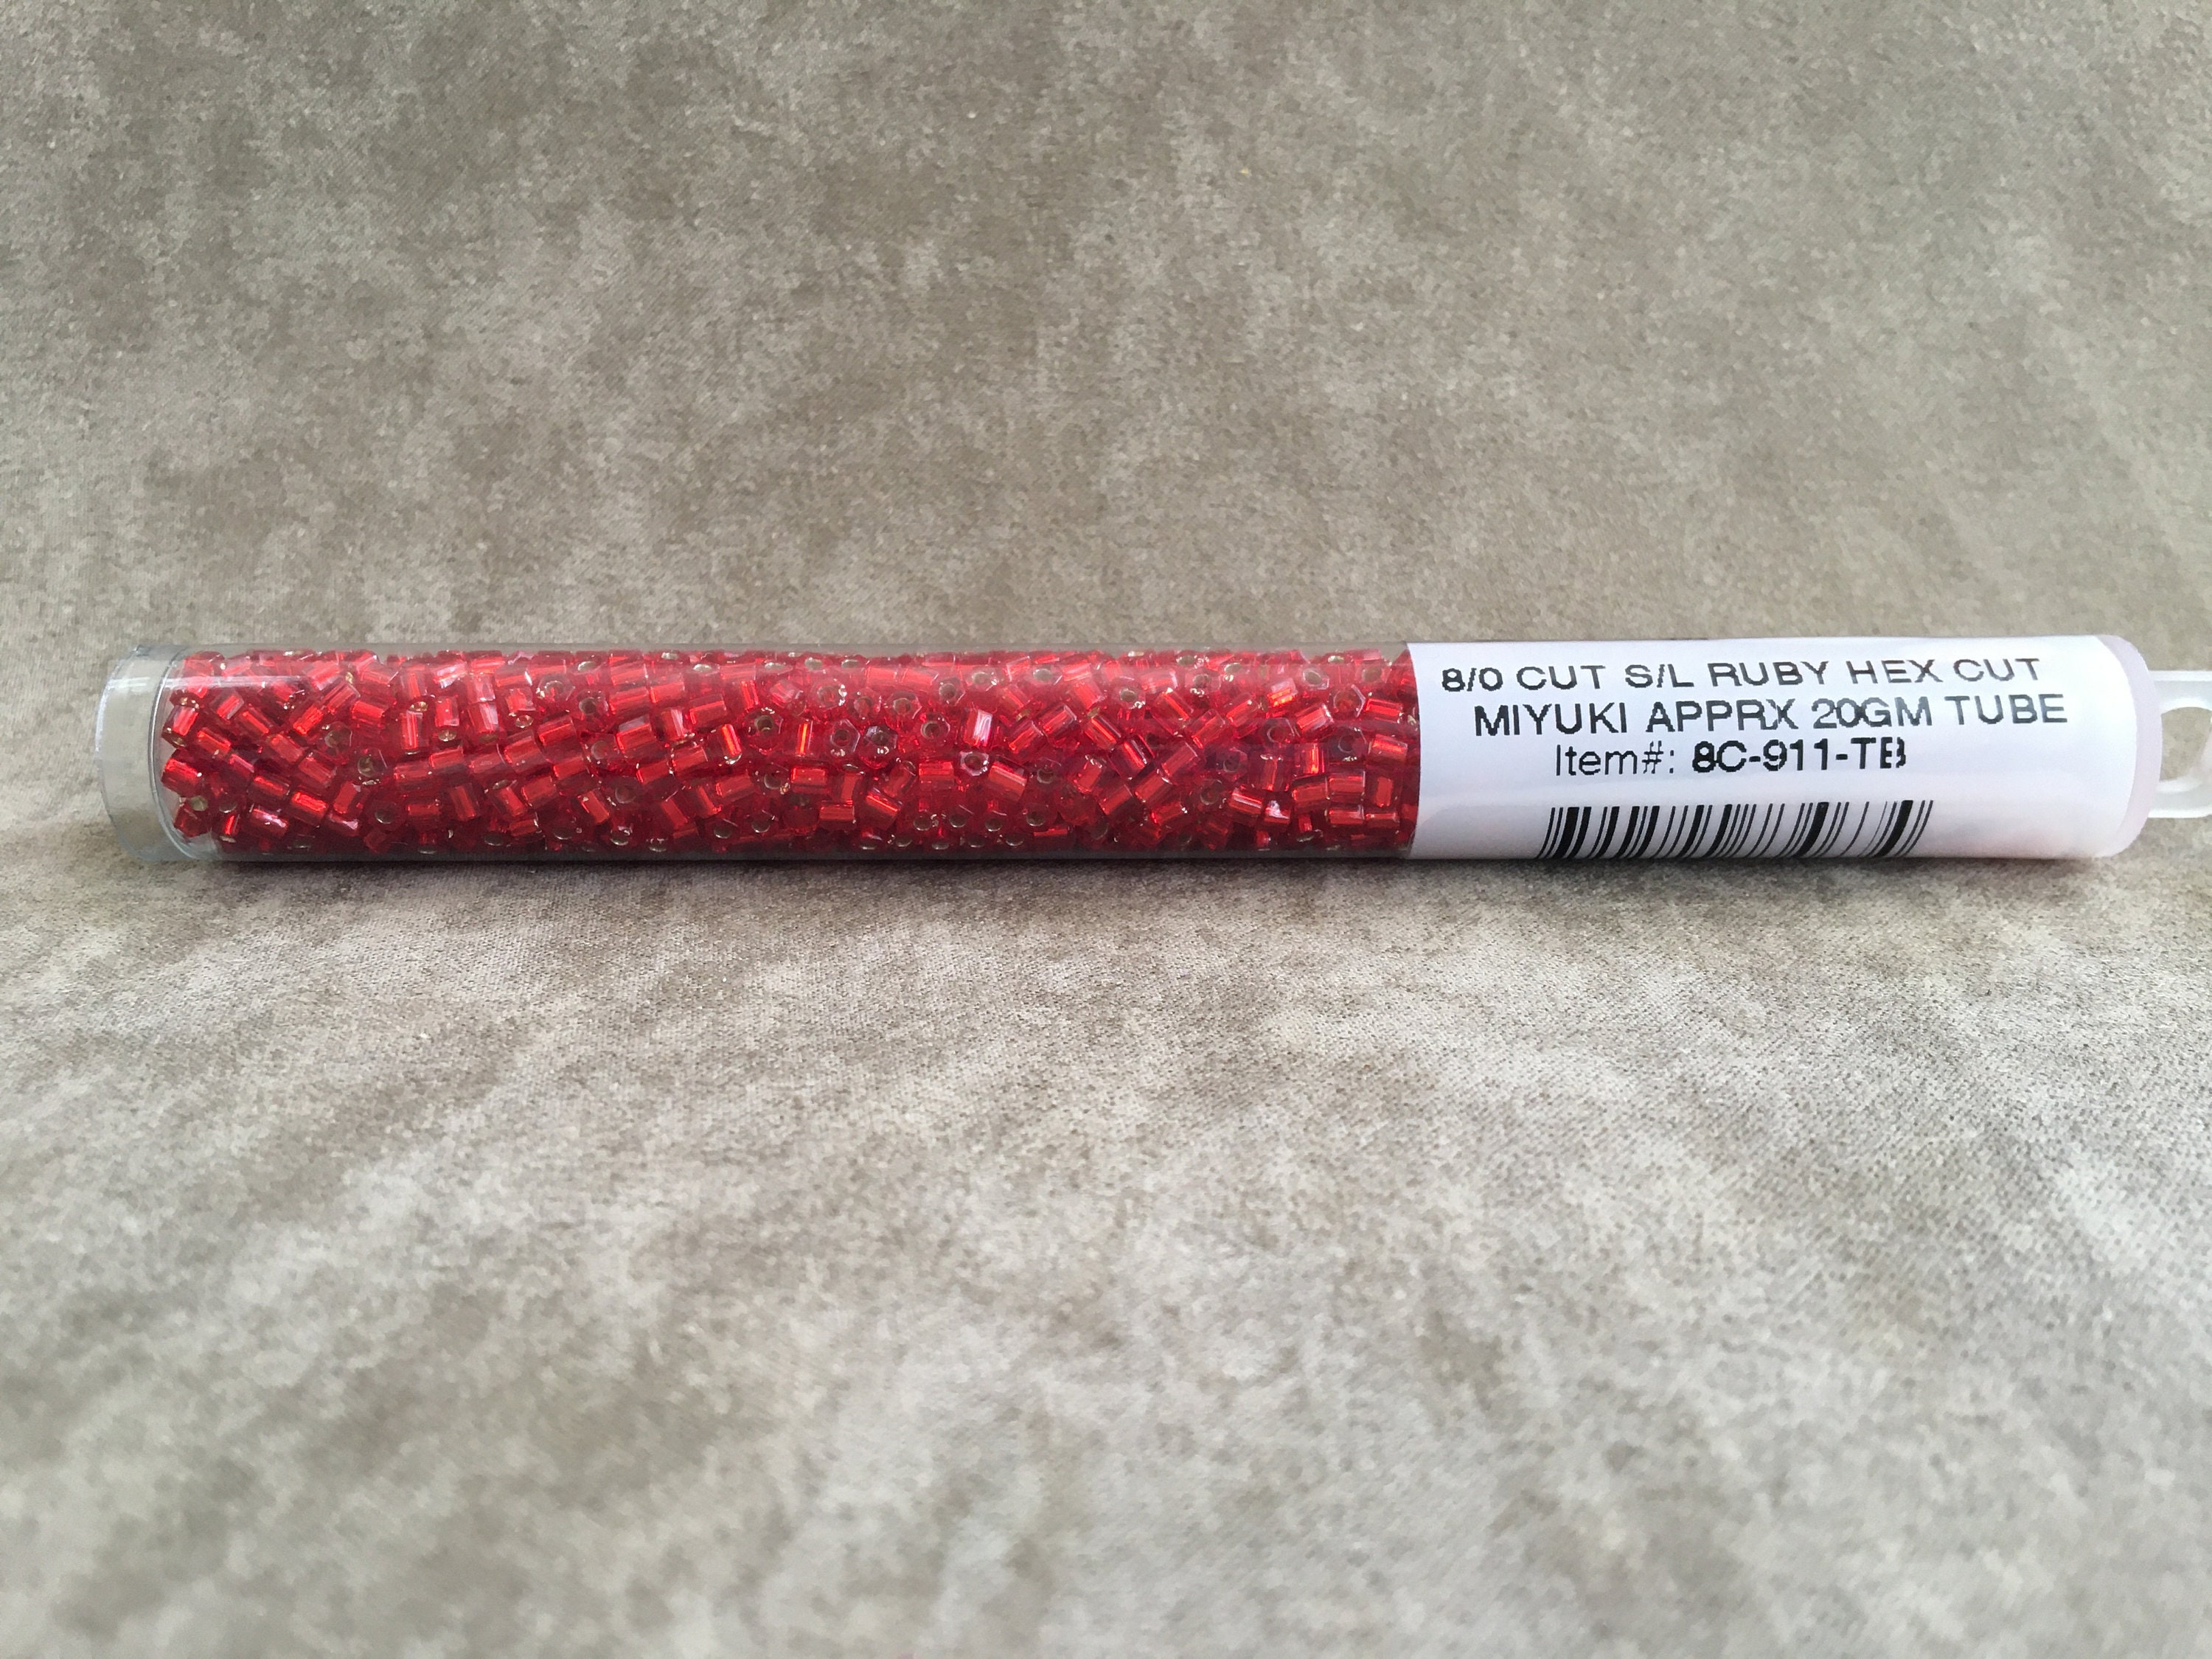 8/0 CUT S/L RUBY HEX CUT
MIYUKI APPRX 20GM TUBE
Item#: 8C-911-TB